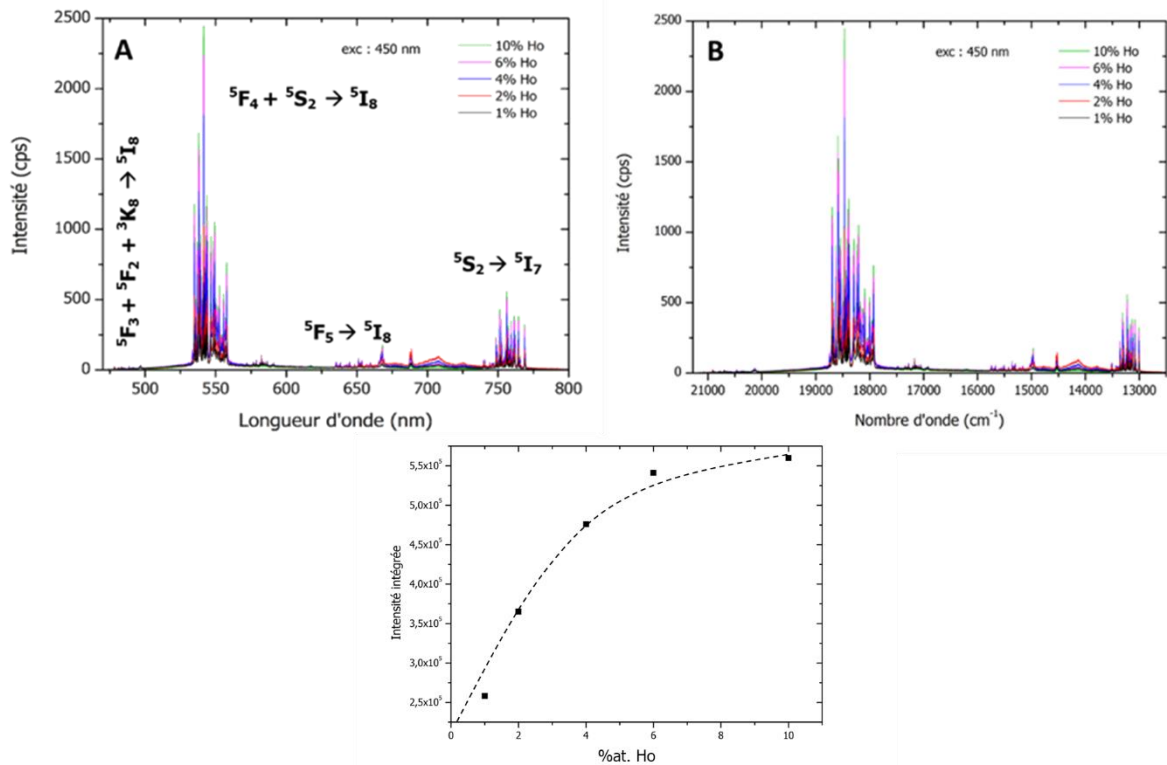 A
exc : 450 nm
10% Ho
6% Ho
4% Ho
2% Ho
1% Ho
⁵F₄ + ⁵S₂ → ⁵I₈
⁵F₃ + ⁵F₂ + ³K₈ → ⁵I₈
⁵F₅ → ⁵I₈
⁵S₂ → ⁵I₇
Intensité (cps)
2500
2000
1500
1000
500
0
500
550
600
650
700
750
800
Longueur d'onde (nm)
B
exc : 450 nm
10% Ho
6% Ho
4% Ho
2% Ho
1% Ho
Intensité (cps)
2500
2000
1500
1000
500
0
21000
20000
19000
18000
17000
16000
15000
14000
13000
Nombre d'onde (cm⁻¹)
Intensité intégrée
5,5x10⁵
5,0x10⁵
4,5x10⁵
4,0x10⁵
3,5x10⁵
3,0x10⁵
2,5x10⁵
0
2
4
6
8
10
%at. Ho